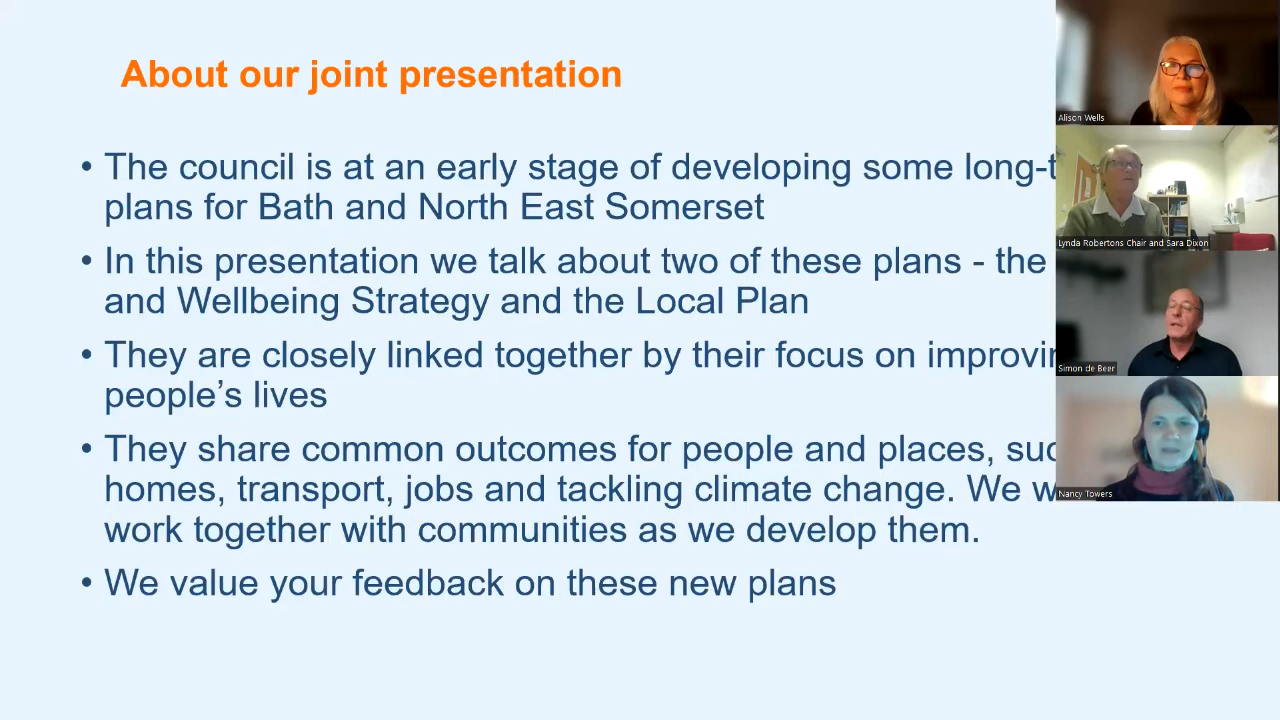 About our joint presentation
• The council is at an early stage of developing some long-t
plans for Bath and North East Somerset
• In this presentation we talk about two of these plans - the
and Wellbeing Strategy and the Local Plan
• They are closely linked together by their focus on improvin
people's lives
• They share common outcomes for people and places, suc
homes, transport, jobs and tackling climate change. We w
work together with communities as we develop them.
• We value your feedback on these new plans
Alison Wells
Lynda Robertons Chair and Sara Dixon
Simon de Beer
Nancy Towers